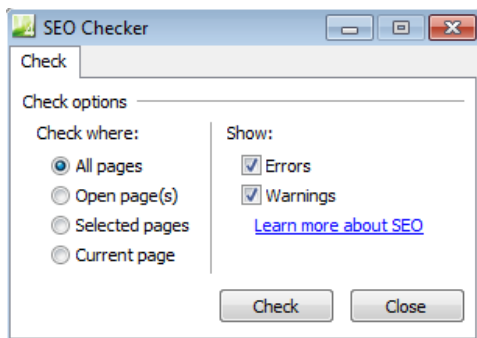 SEO Checker
Check
Check options
Check where:
All pages
Open page(s)
Selected pages
Current page
Show:
Errors
Warnings
Learn more about SEO
Check
Close